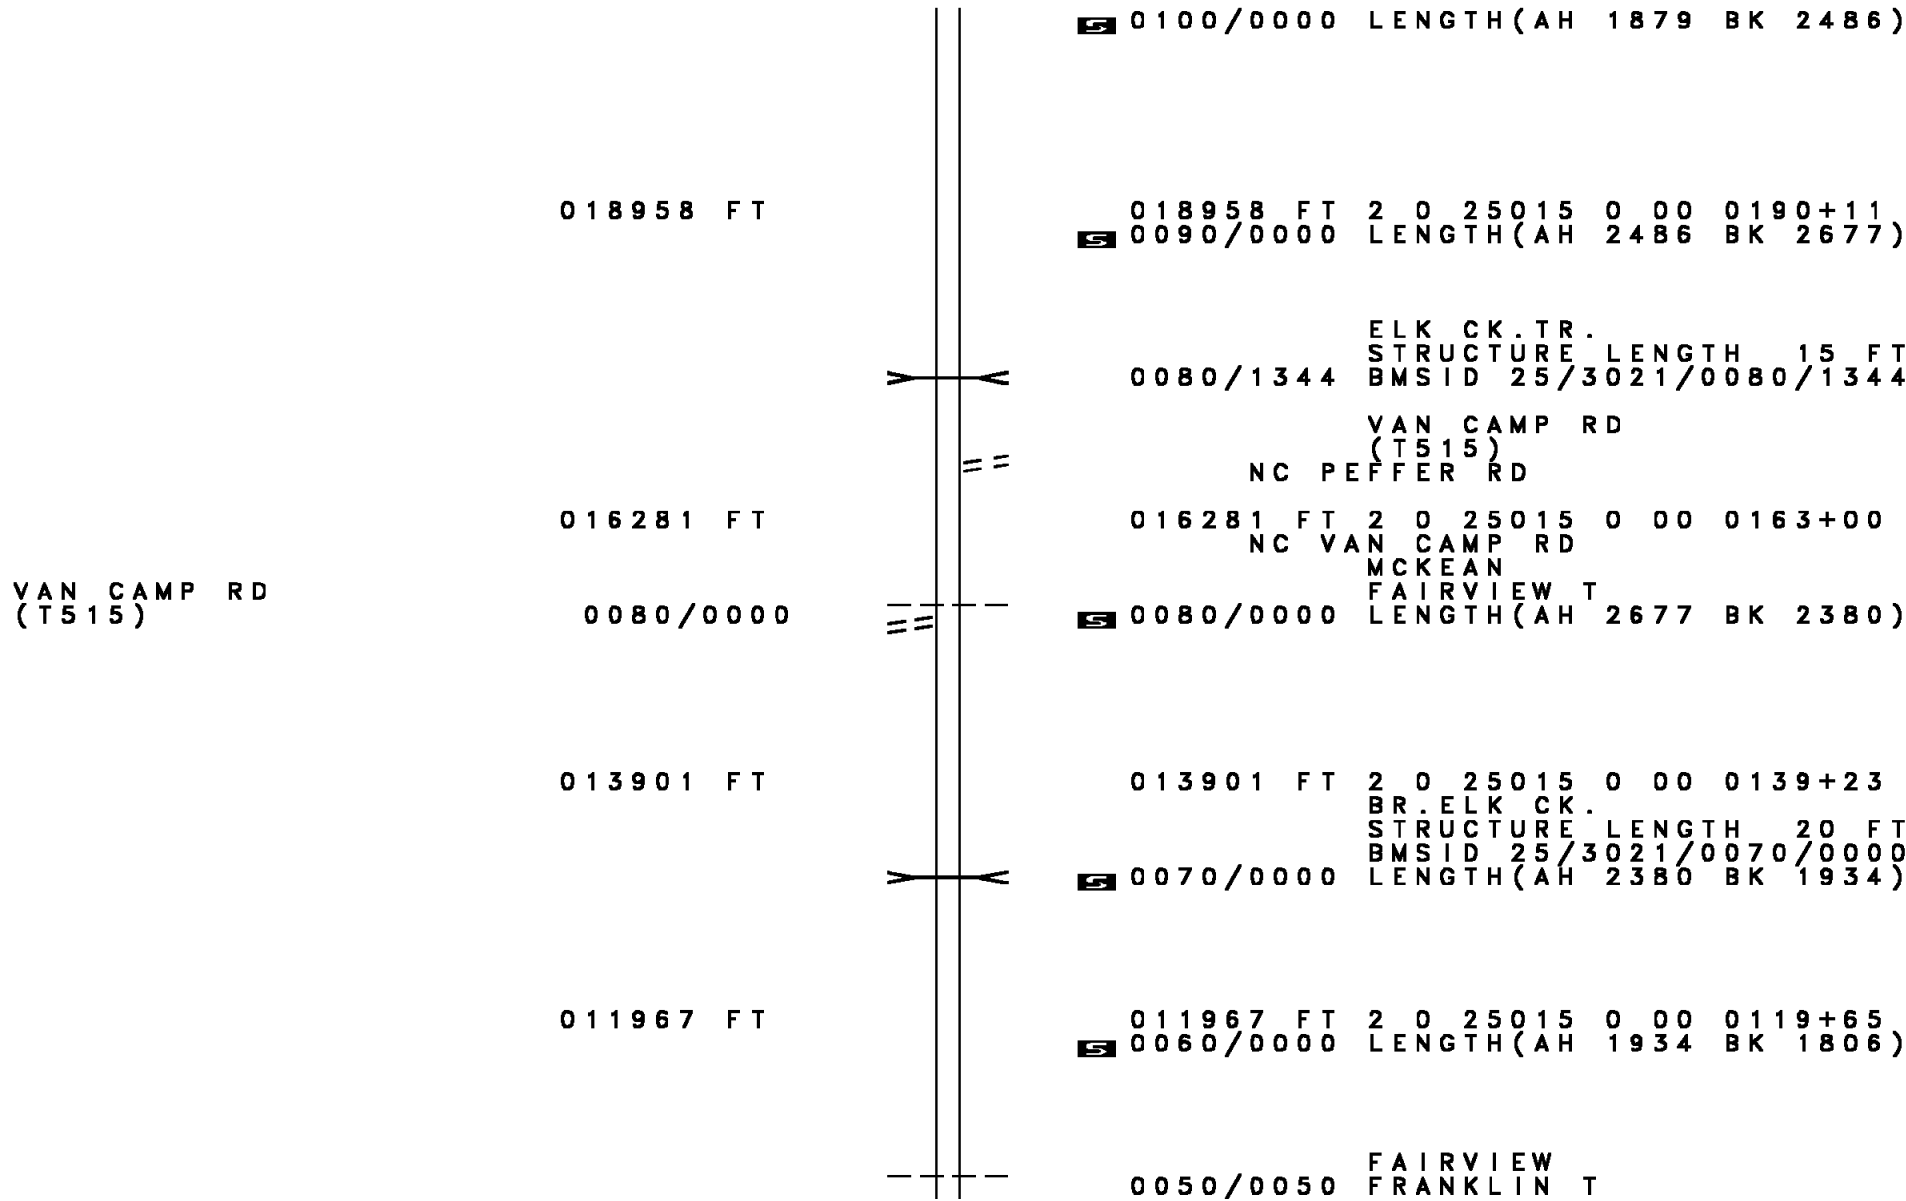 S 0100/0000 LENGTH(AH 1879 BK 2486)
018958 FT 018958 FT 2 0 25015 0 00 0190+11
S 0090/0000 LENGTH(AH 2486 BK 2677)
ELK CK.TR.
STRUCTURE LENGTH 15 FT
0080/1344 BMSID 25/3021/0080/1344
VAN CAMP RD
(T515)
NC PEFFER RD
016281 FT 016281 FT 2 0 25015 0 00 0163+00
NC VAN CAMP RD
MCKEAN
VAN CAMP RD FAIRVIEW T
(T515) 0080/0000 S 0080/0000 LENGTH(AH 2677 BK 2380)
013901 FT 013901 FT 2 0 25015 0 00 0139+23
BR.ELK CK.
STRUCTURE LENGTH 20 FT
BMSID 25/3021/0070/0000
S 0070/0000 LENGTH(AH 2380 BK 1934)
011967 FT 011967 FT 2 0 25015 0 00 0119+65
S 0060/0000 LENGTH(AH 1934 BK 1806)
FAIRVIEW
0050/0050 FRANKLIN T